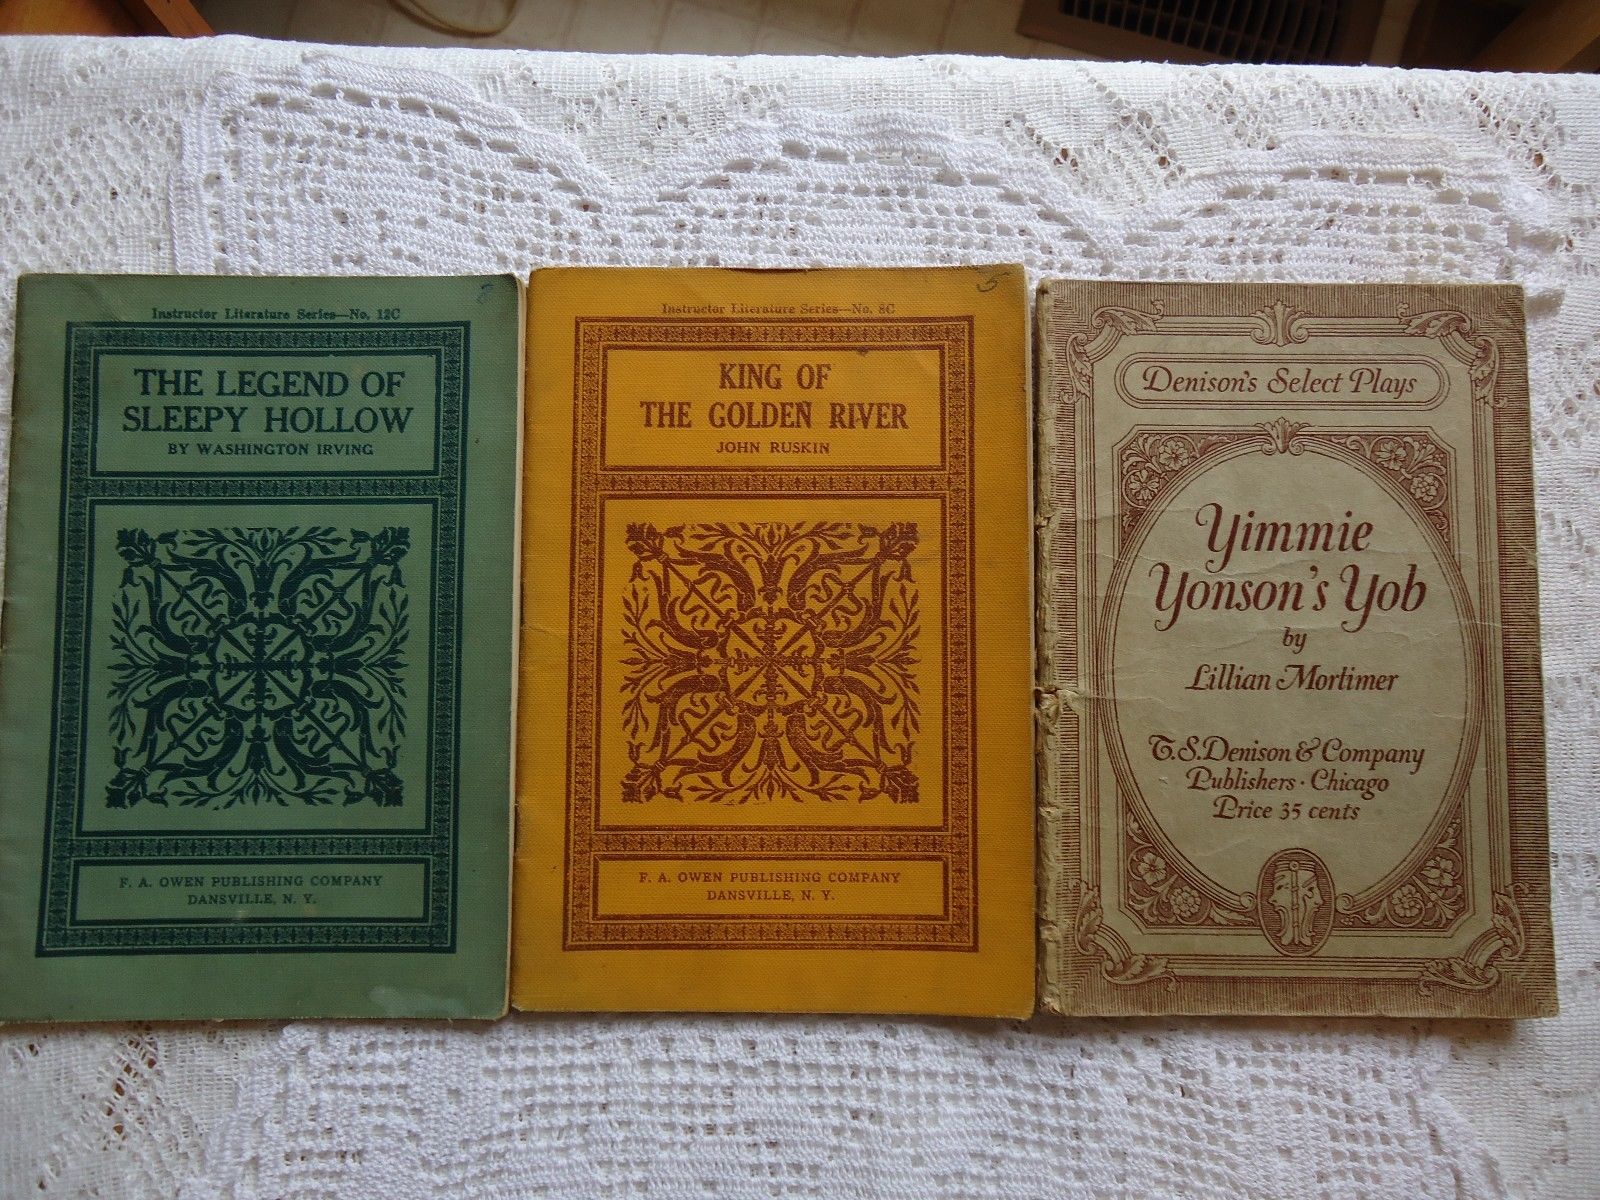 Instructor Literature Series—No. 12C
THE LEGEND OF
SLEEPY HOLLOW
BY WASHINGTON IRVING
F. A. OWEN PUBLISHING COMPANY
DANSVILLE, N. Y.
5
Instructor Literature Series—No. 8C
KING OF
THE GOLDEN RIVER
JOHN RUSKIN
F. A. OWEN PUBLISHING COMPANY
DANSVILLE, N. Y.
Denison's Select Plays
Yimmie
Yonson's Yob
by
Lillian Mortimer
T.S. Denison & Company
Publishers · Chicago
Price 35 cents